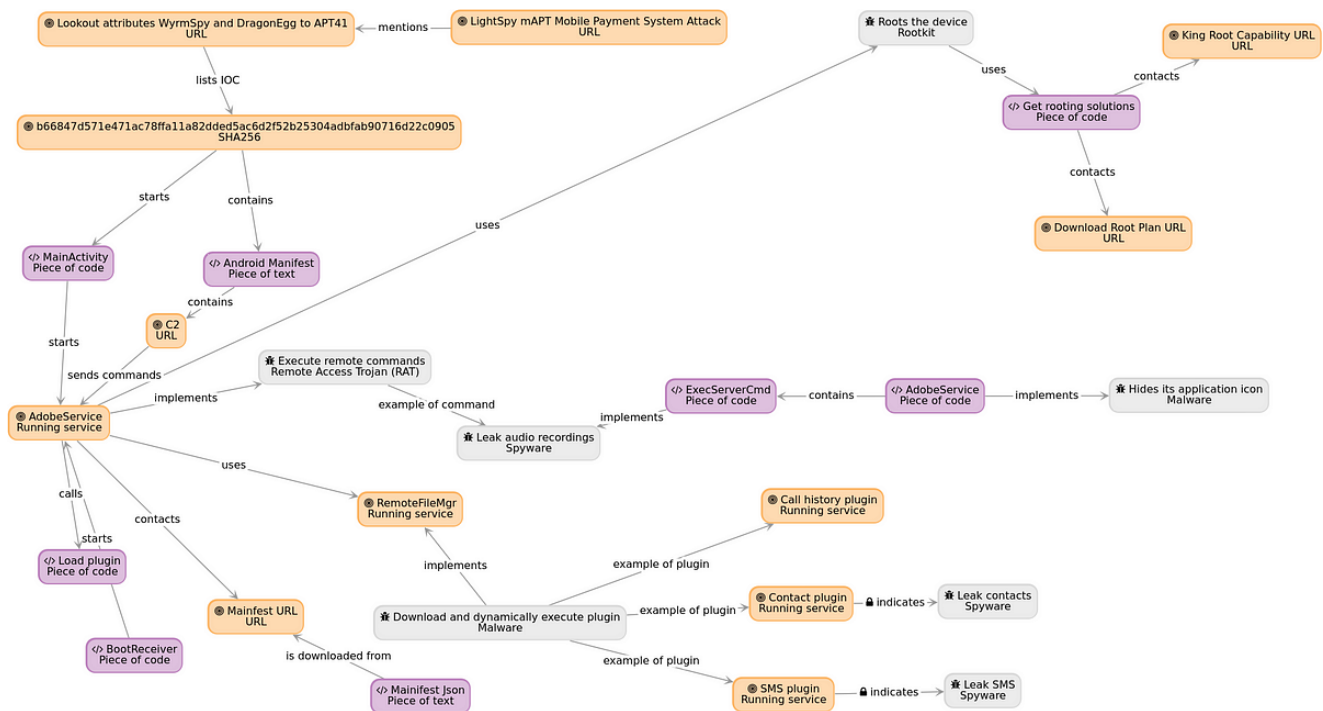 Lookout attributes WyrmSpy and DragonEgg to APT41
URL
mentions
LightSpy mAPT Mobile Payment System Attack
URL
Roots the device
Rootkit
King Root Capability URL
URL
lists IOC
uses
contacts
</> Get rooting solutions
Piece of code
b66847d571e471ac78ffa11a82dded5ac6d2f52b25304adbfab90716d22c0905
SHA256
contacts
starts
contains
uses
Download Root Plan URL
URL
</> MainActivity
Piece of code
</> Android Manifest
Piece of text
contains
C2
URL
starts
sends commands
Execute remote commands
Remote Access Trojan (RAT)
implements
example of command
</> ExecServerCmd
Piece of code
contains
</> AdobeService
Piece of code
implements
Hides its application icon
Malware
AdobeService
Running service
implements
Leak audio recordings
Spyware
uses
calls
contacts
RemoteFileMgr
Running service
Call history plugin
Running service
starts
</> Load plugin
Piece of code
implements
example of plugin
Mainfest URL
URL
Download and dynamically execute plugin
Malware
example of plugin
Contact plugin
Running service
indicates
Leak contacts
Spyware
</> BootReceiver
Piece of code
is downloaded from
example of plugin
</> Mainifest Json
Piece of text
SMS plugin
Running service
indicates
Leak SMS
Spyware